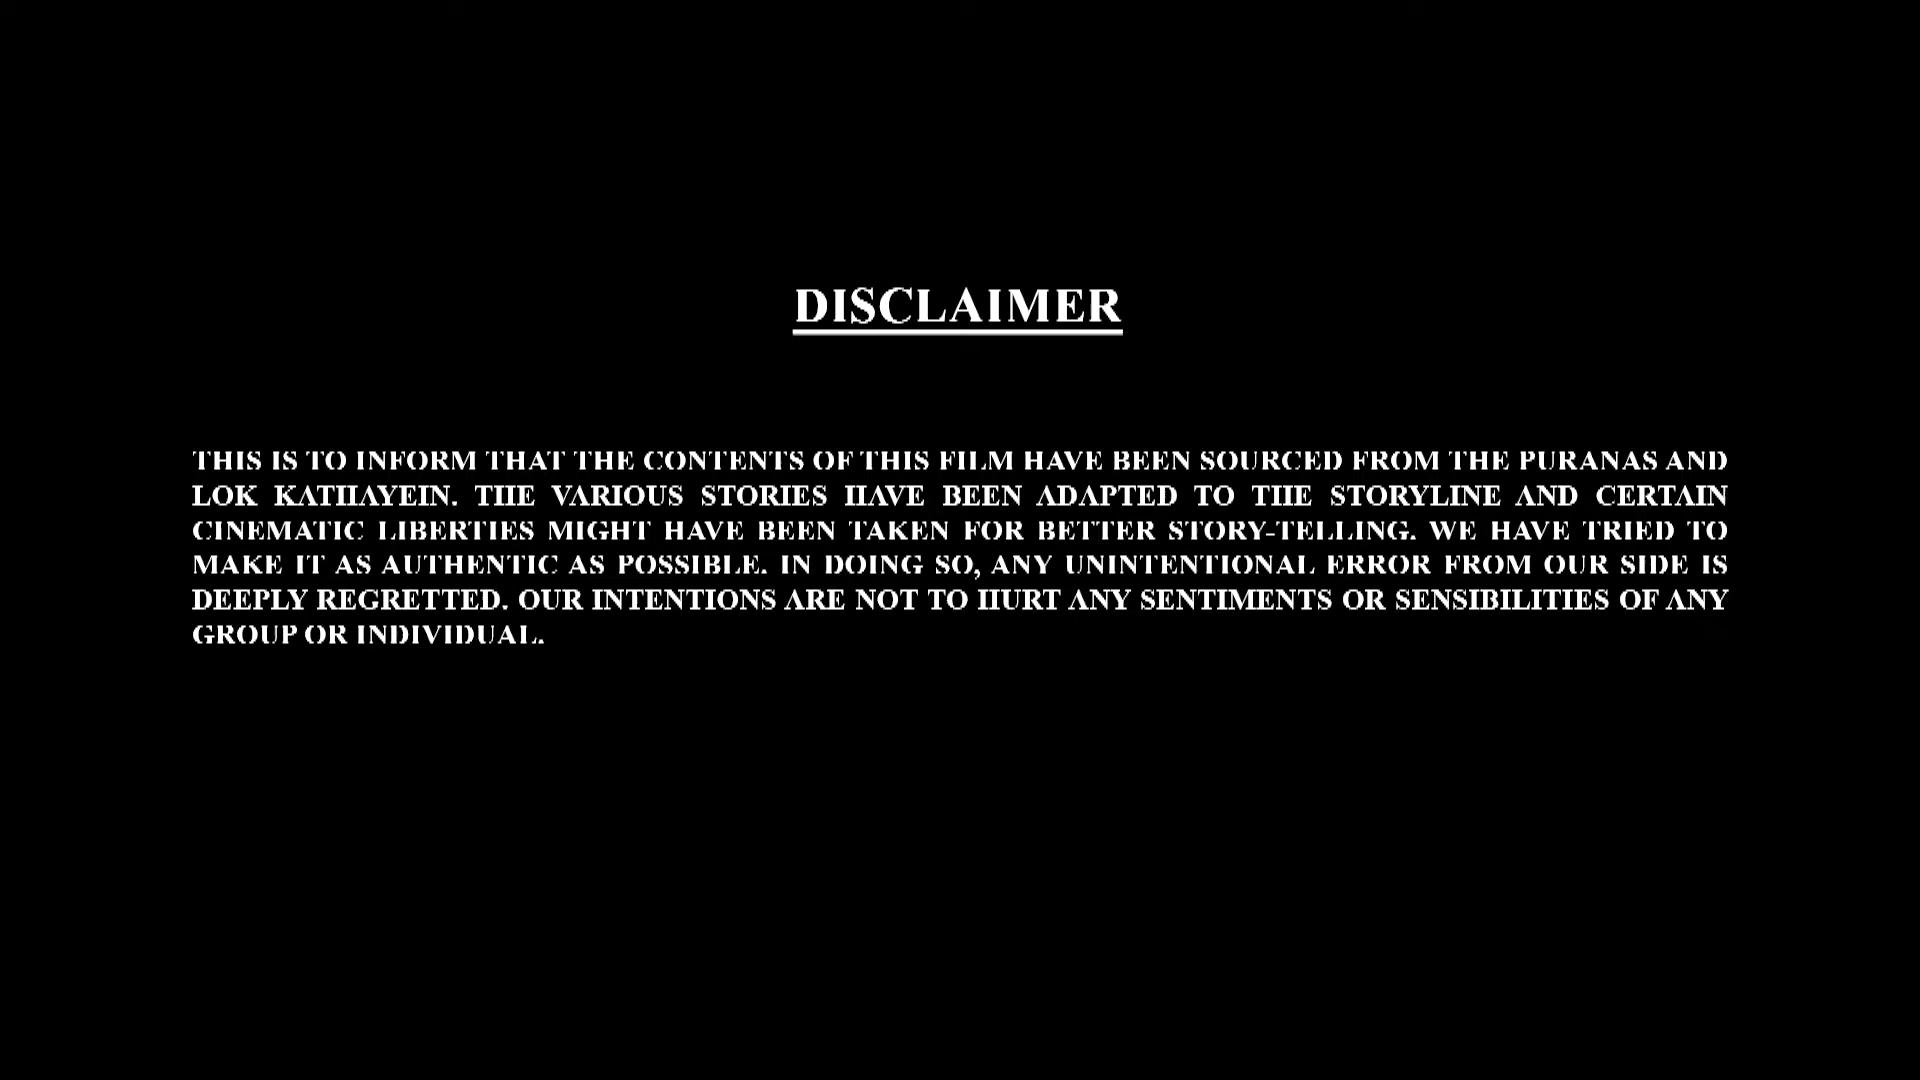 DISCLAIMER
THIS IS TO INFORM THAT THE CONTENTS OF THIS FILM HAVE BEEN SOURCED FROM THE PURANAS AND
LOK KATHAYEIN. THE VARIOUS STORIES HAVE BEEN ADAPTED TO THE STORYLINE AND CERTAIN
CINEMATIC LIBERTIES MIGHT HAVE BEEN TAKEN FOR BETTER STORY-TELLING. WE HAVE TRIED TO
MAKE IT AS AUTHENTIC AS POSSIBLE. IN DOING SO, ANY UNINTENTIONAL ERROR FROM OUR SIDE IS
DEEPLY REGRETTED. OUR INTENTIONS ARE NOT TO HURT ANY SENTIMENTS OR SENSIBILITIES OF ANY
GROUP OR INDIVIDUAL.